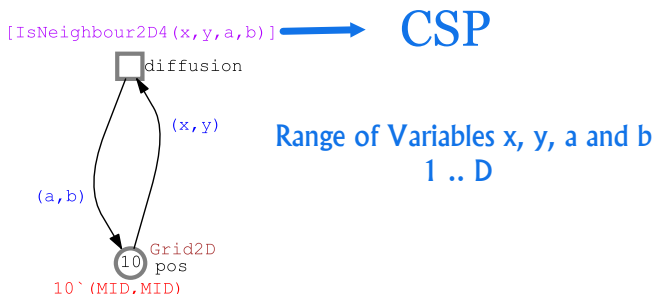 [IsNeighbour2D4(x,y,a,b)]
CSP
diffusion
(x,y)
Range of Variables x, y, a and b
1 .. D
(a,b)
Grid2D
10
pos
10`(MID,MID)